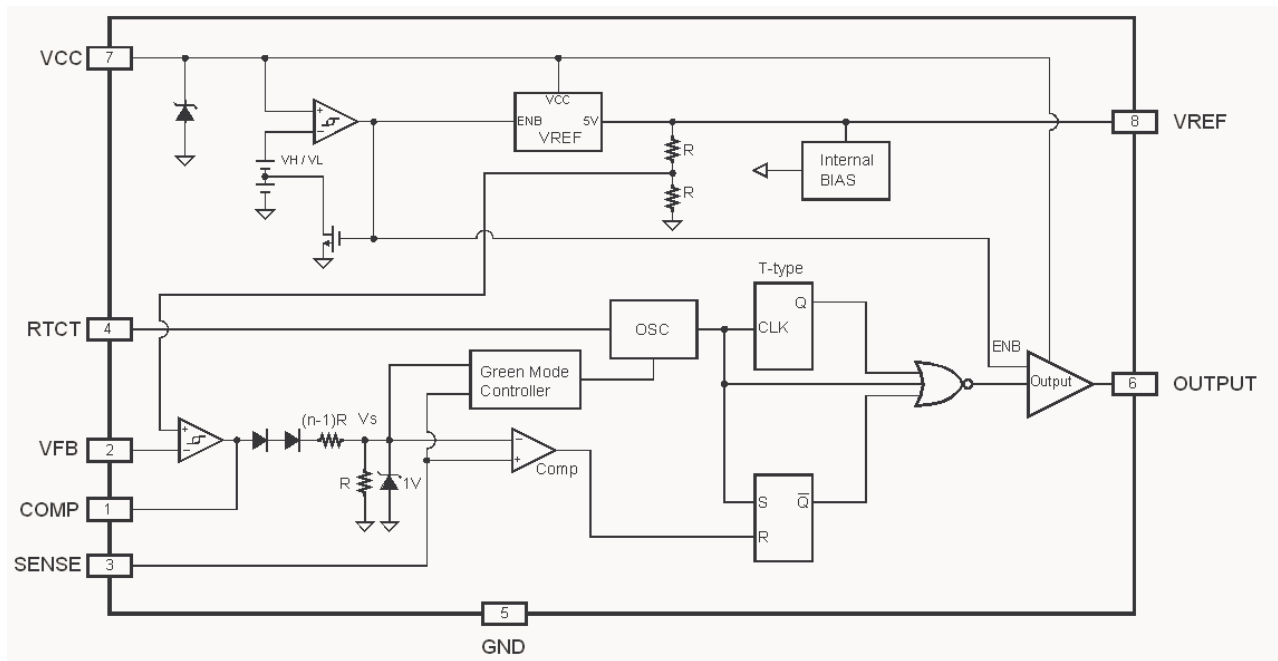 VCC
7
VCC
ENB
5V
VREF
8
VREF
VH / VL
R
R
Internal
BIAS
T-type
Q
CLK
RTCT
4
OSC
ENB
Green Mode
Controller
Output
6
OUTPUT
(n-1)R
Vs
VFB
2
+
−
+
−
−
+
Comp
R
1V
COMP
1
S
Q̅
R
SENSE
3
5
GND